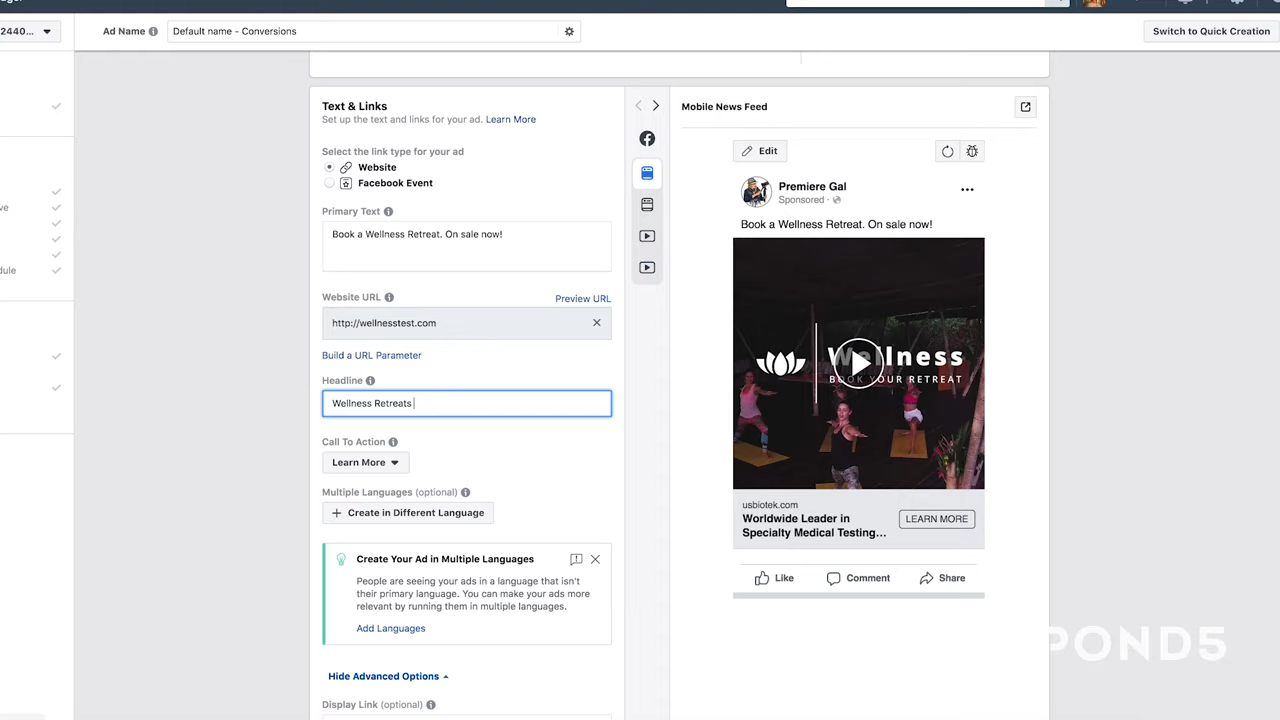 2440...
Ad Name
Default name - Conversions
Switch to Quick Creation
Text & Links
Set up the text and links for your ad. Learn More
Select the link type for your ad
Website
Facebook Event
Primary Text
Book a Wellness Retreat. On sale now!
Website URL
Preview URL
http://wellnesstest.com
Build a URL Parameter
Headline
Wellness Retreats
Call To Action
Learn More
Multiple Languages (optional)
Create in Different Language
Create Your Ad in Multiple Languages
People are seeing your ads in a language that isn't
their primary language. You can make your ads more
relevant by running them in multiple languages.
Add Languages
Hide Advanced Options
Display Link (optional)
Mobile News Feed
Edit
Premiere Gal
Sponsored ·
Book a Wellness Retreat. On sale now!
Wellness
BOOK YOUR RETREAT
usbiotek.com
Worldwide Leader in
Specialty Medical Testing...
LEARN MORE
Like
Comment
Share
POND5